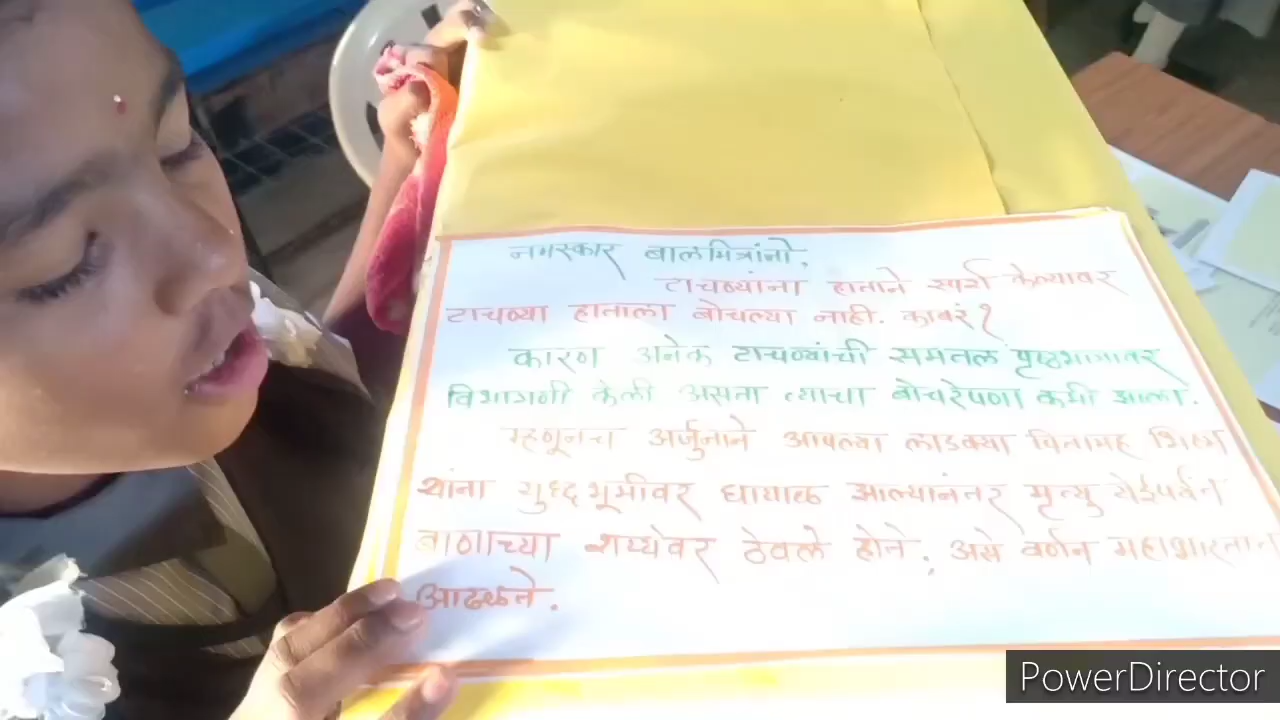 नमस्कार बालमित्रांनो,
टाचण्यांना हाताने स्पर्श केल्यावर
टाचण्या हाताला बोचल्या नाही. काबरं?
कारण अनेक टाचण्यांची समतल पृष्ठभागावर
विभागणी केली असता त्याचा बोचरेपणा कमी झाला.
म्हणूनच अर्जुनाने आपल्या लाडक्या पितामह भिष्म
यांना युध्दभूमीवर घायाळ झाल्यानंतर मृत्यु येईपर्यंत
बाणाच्या शय्येवर ठेवले होते, असे वर्णन महाभारतात
आढळते.
PowerDirector